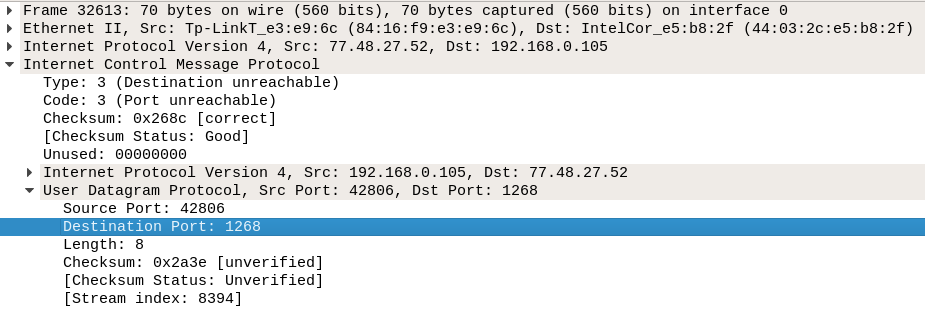 Frame 32613: 70 bytes on wire (560 bits), 70 bytes captured (560 bits) on interface 0
Ethernet II, Src: Tp-LinkT_e3:e9:6c (84:16:f9:e3:e9:6c), Dst: IntelCor_e5:b8:2f (44:03:2c:e5:b8:2f)
Internet Protocol Version 4, Src: 77.48.27.52, Dst: 192.168.0.105
Internet Control Message Protocol
Type: 3 (Destination unreachable)
Code: 3 (Port unreachable)
Checksum: 0x268c [correct]
[Checksum Status: Good]
Unused: 00000000
Internet Protocol Version 4, Src: 192.168.0.105, Dst: 77.48.27.52
User Datagram Protocol, Src Port: 42806, Dst Port: 1268
Source Port: 42806
Destination Port: 1268
Length: 8
Checksum: 0x2a3e [unverified]
[Checksum Status: Unverified]
[Stream index: 8394]